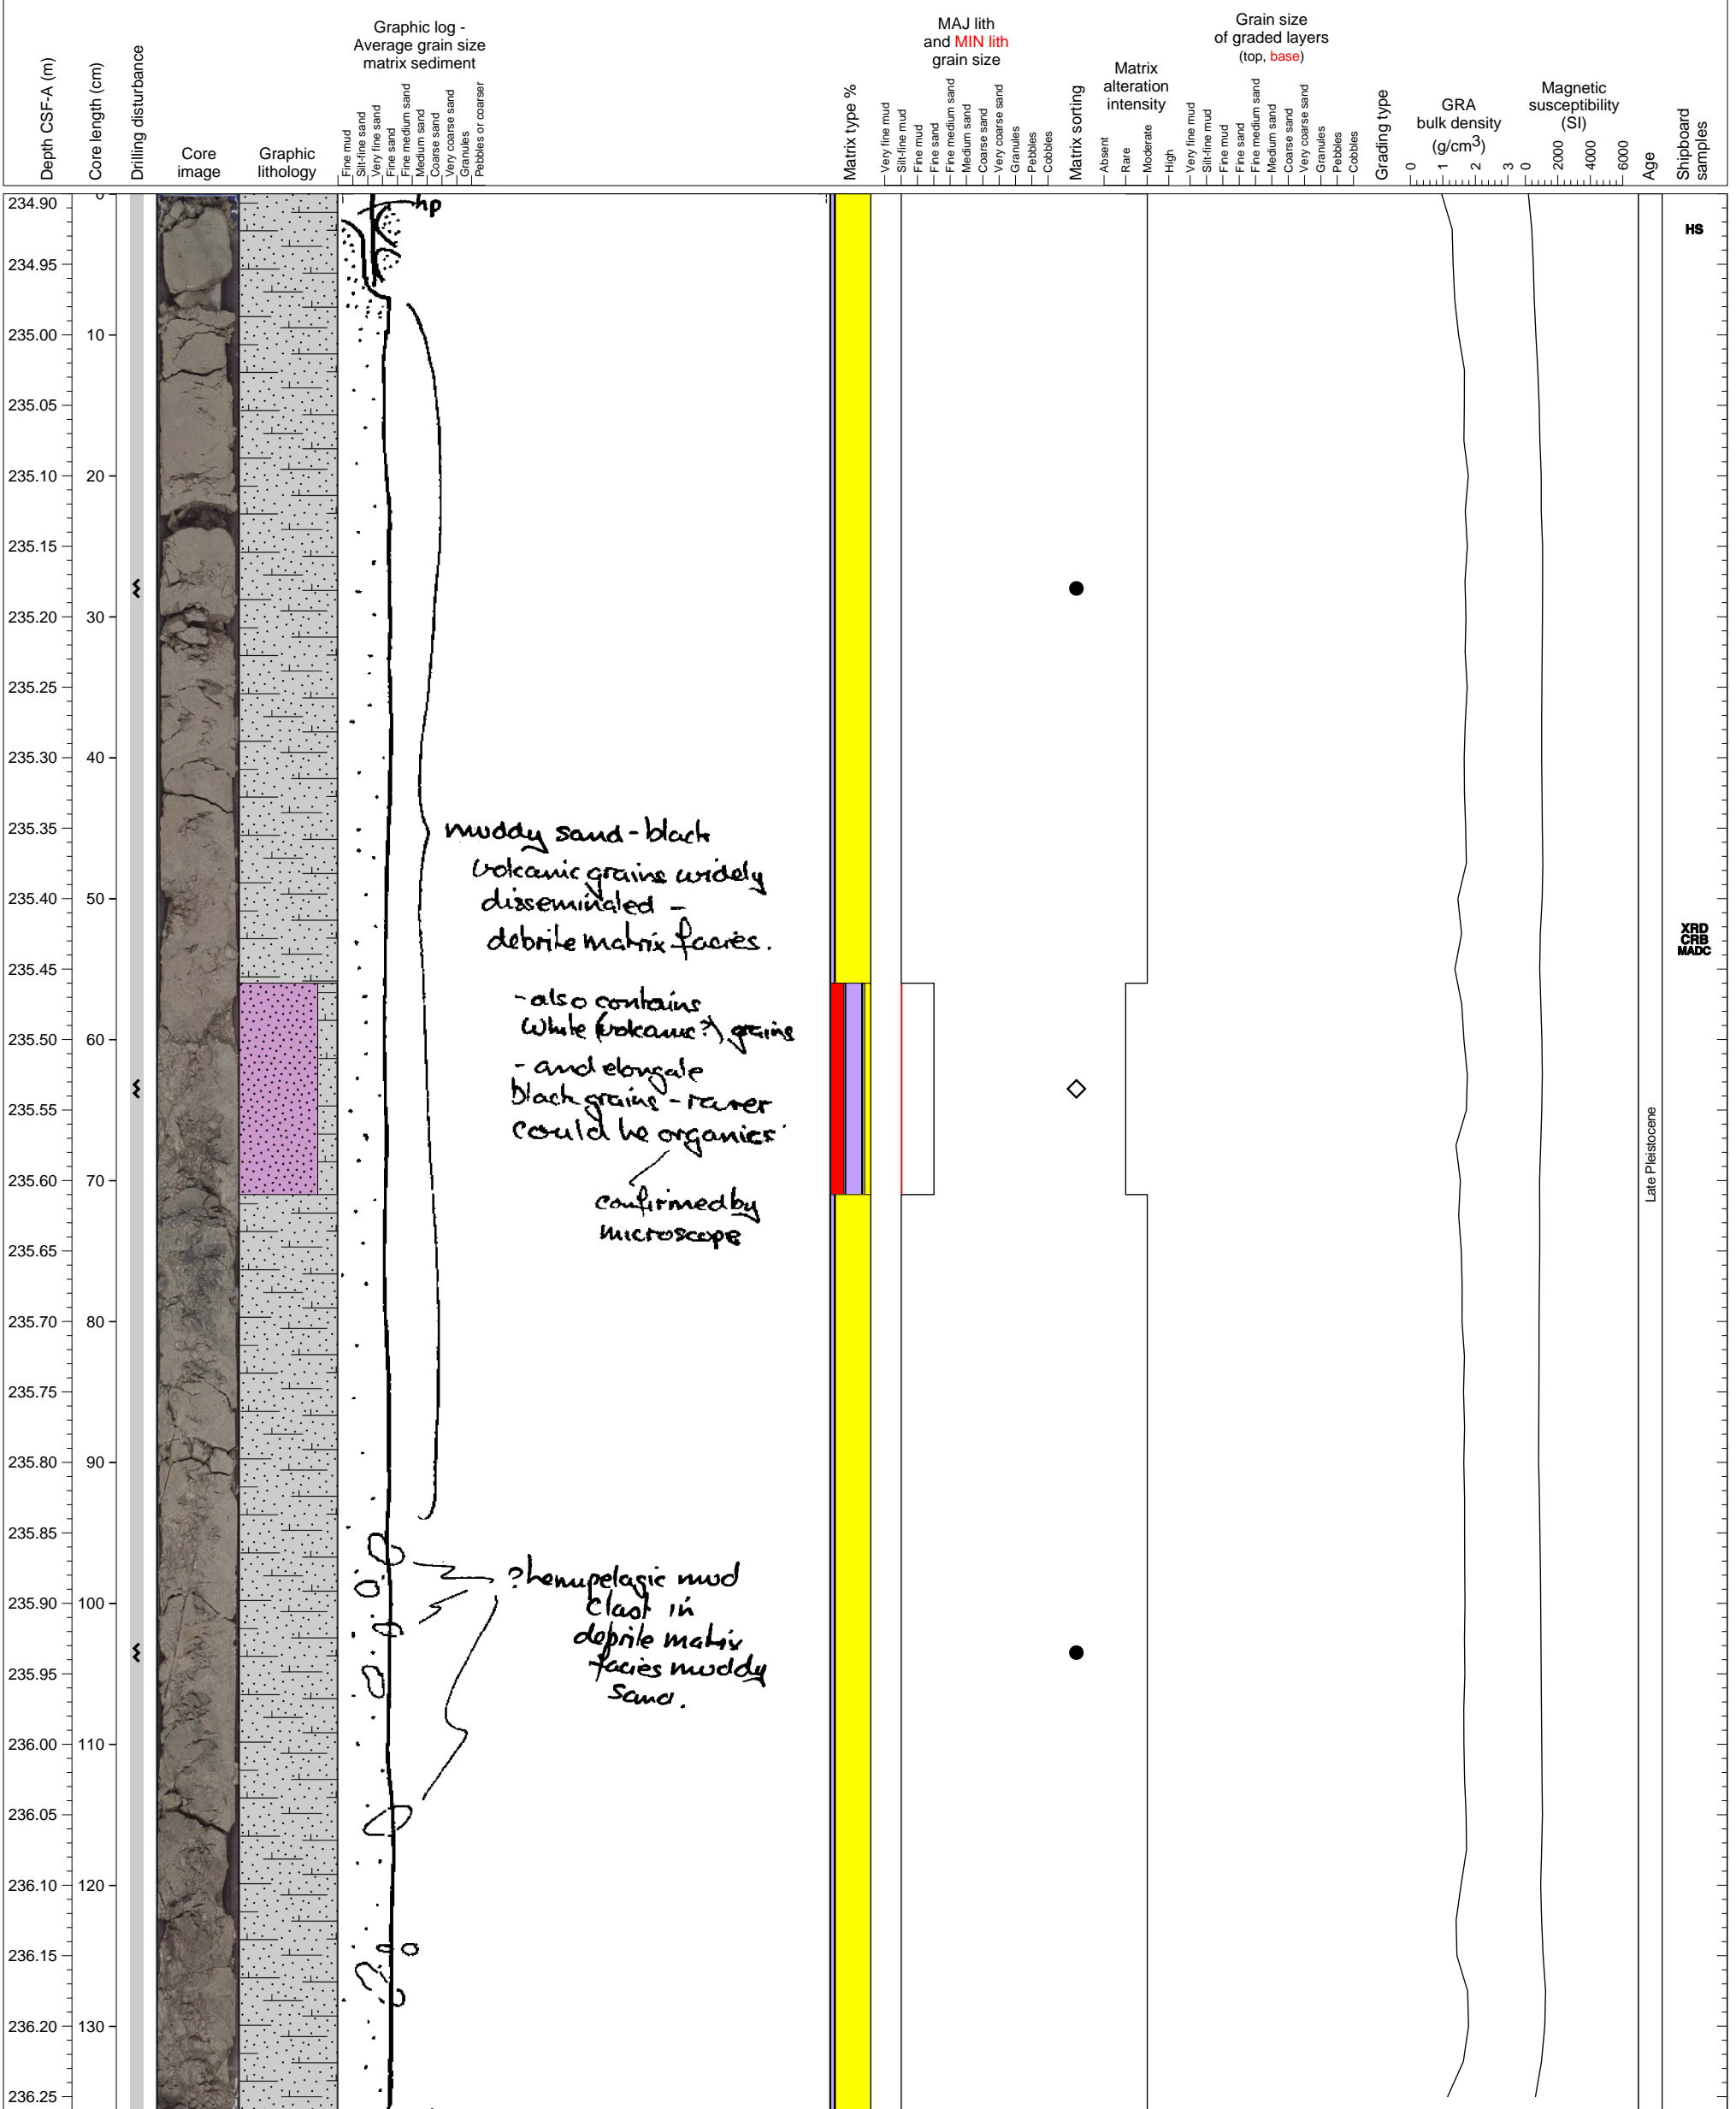 Depth CSF-A (m)
Core length (cm)
Drilling disturbance
Core
image
Graphic
lithology
Graphic log -
Average grain size
matrix sediment
Fine mud
Silt-fine sand
Very fine sand
Fine sand
Fine medium sand
Medium sand
Coarse sand
Very coarse sand
Granules
Pebbles or coarser
Matrix type %
MAJ lith
and MIN lith
grain size
Very fine mud
Silt-fine mud
Fine mud
Fine sand
Fine medium sand
Medium sand
Coarse sand
Very coarse sand
Granules
Pebbles
Cobbles
Matrix sorting
Matrix
alteration
intensity
Absent
Rare
Moderate
High
Grain size
of graded layers
(top, base)
Very fine mud
Silt-fine mud
Fine mud
Fine sand
Fine medium sand
Medium sand
Coarse sand
Very coarse sand
Granules
Pebbles
Cobbles
Grading type
GRA
bulk density
(g/cm3)
0 1 2 3
Magnetic
susceptibility
(SI)
0 2000 4000 6000
Age
Shipboard
samples
234.90 0
hp
HS
234.95
235.00 10
235.05
235.10 20
235.15
235.20 30
235.25
235.30 40
235.35
muddy sand - black
volcanic grains widely
disseminated -
debrite matrix facies.
235.40 50
XRD
CRB
MADC
235.45
- also contains
white (volcanic?) grains
235.50 60
- and elongate
black grains - rarer
could be organics
235.55
235.60 70
confirmed by
microscope
Late Pleistocene
235.65
235.70 80
235.75
235.80 90
235.85
?hemipelagic mud
clast in
debrite matrix
facies muddy
sand.
235.90 100
235.95
236.00 110
236.05
236.10 120
236.15
236.20 130
236.25